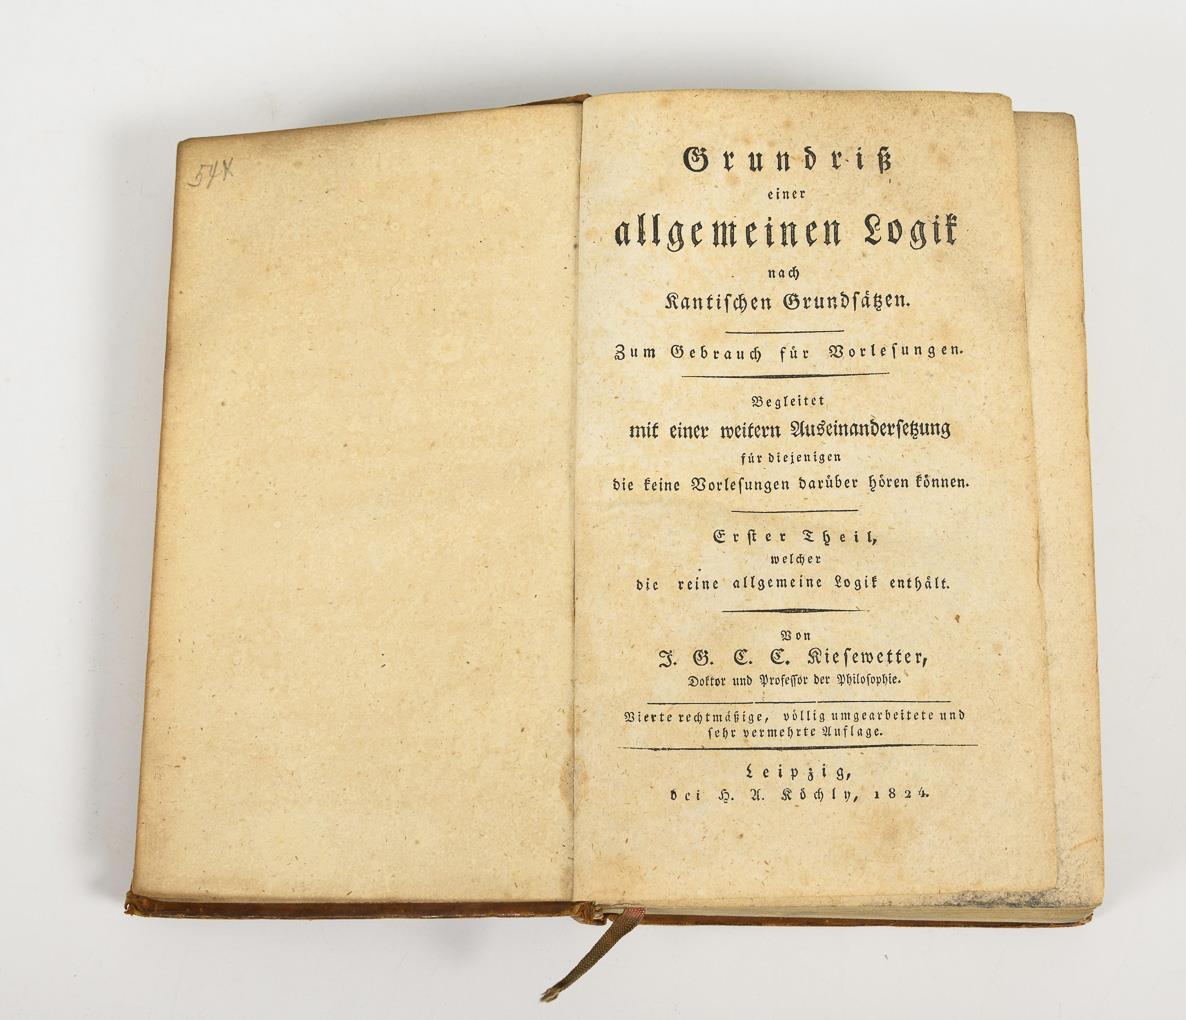 54x
Grundriß
einer
allgemeinen Logik
nach
Kantiſchen Grundſätzen.
Zum Gebrauch für Vorleſungen.
Begleitet
mit einer weitern Auseinanderſetzung
für diejenigen
die keine Vorleſungen darüber hören können.
Erſter Theil,
welcher
die reine allgemeine Logik enthält.
Von
J. G. C. C. Kieſewetter,
Doktor und Profeſſor der Philoſophie.
Vierte rechtmäßige, völlig umgearbeitete und
ſehr vermehrte Auflage.
Leipzig,
bei H. A. Köchly, 1824.